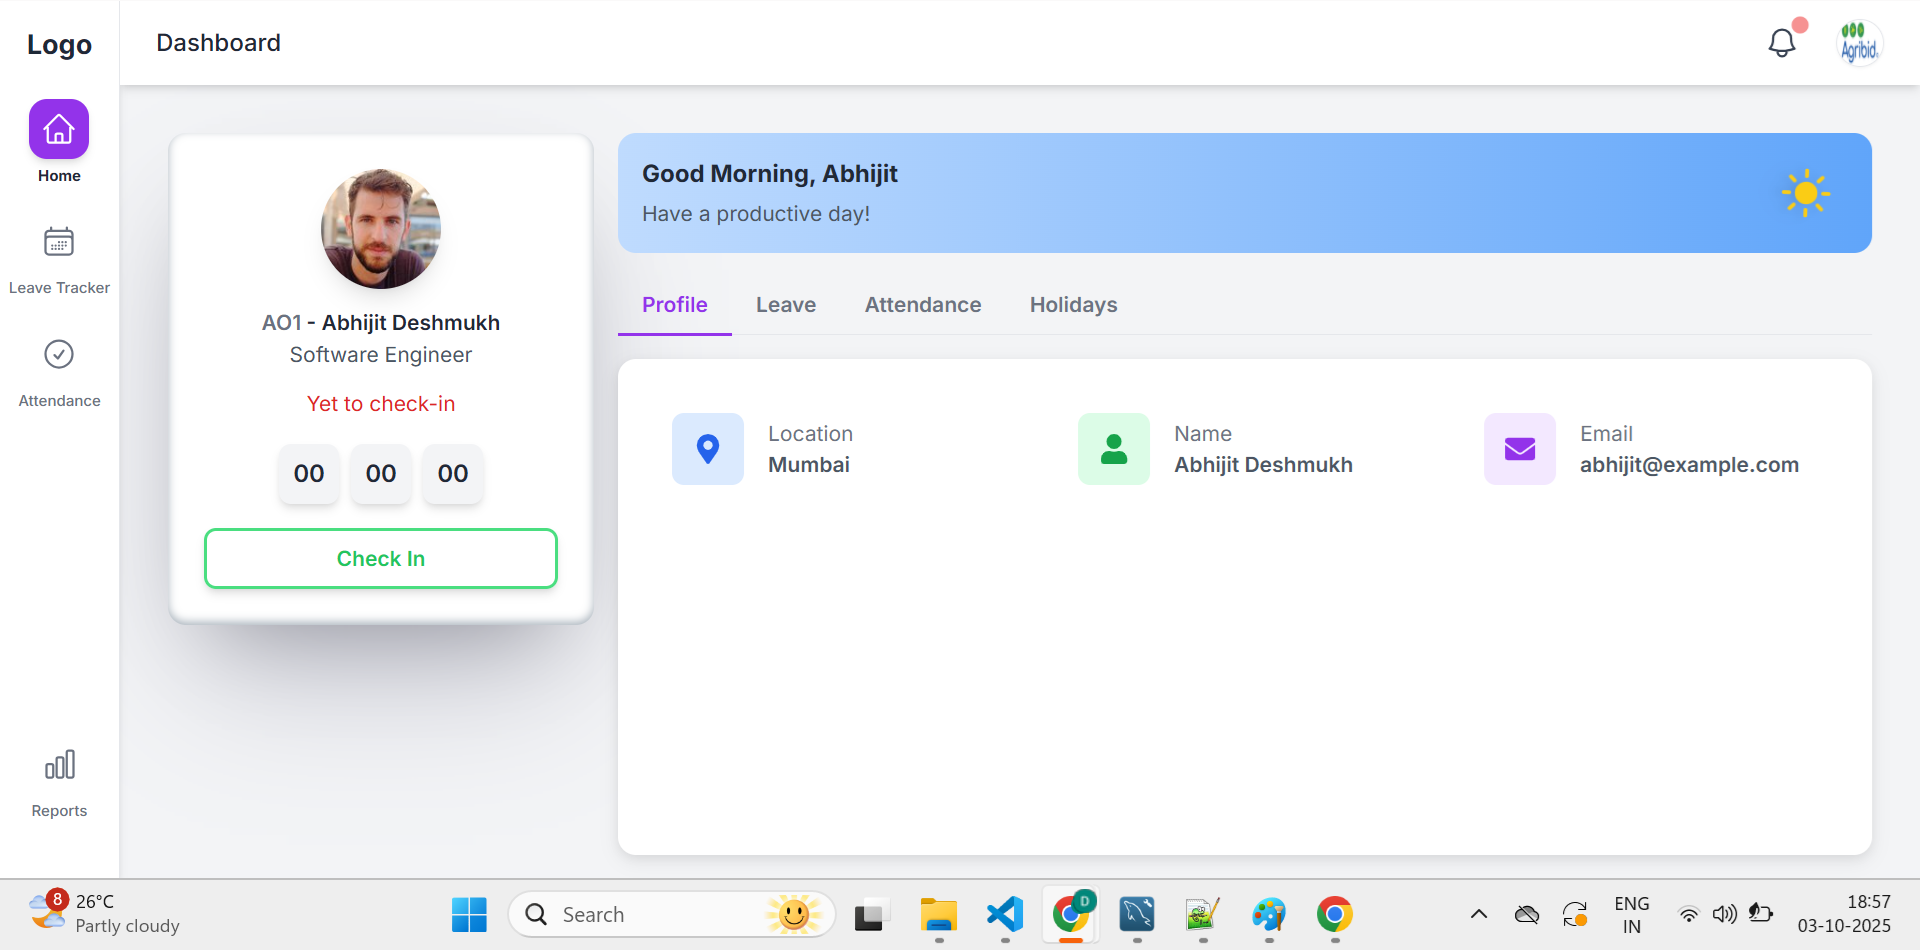 Logo
Dashboard
Agribid
Home
Leave Tracker
Attendance
Reports
AO1 - Abhijit Deshmukh
Software Engineer
Yet to check-in
00 00 00
Check In
Good Morning, Abhijit
Have a productive day!
Profile Leave Attendance Holidays
Location
Mumbai
Name
Abhijit Deshmukh
Email
abhijit@example.com
8
26°C
Partly cloudy
Search
D
ENG
IN
18:57
03-10-2025